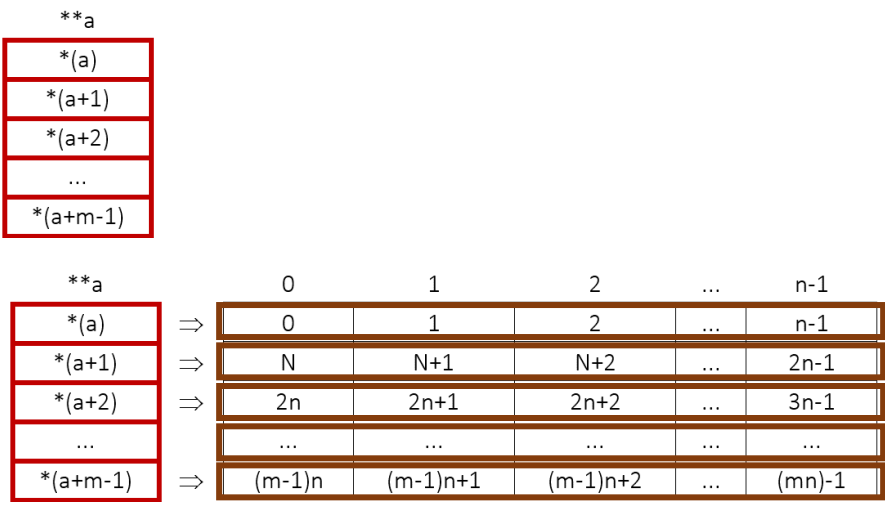 **a
*(a)
*(a+1)
*(a+2)
...
*(a+m-1)
**a 0 1 2 ... n-1
*(a) ⇒ 0 1 2 ... n-1
*(a+1) ⇒ N N+1 N+2 ... 2n-1
*(a+2) ⇒ 2n 2n+1 2n+2 ... 3n-1
... ... ... ... ... ...
*(a+m-1) ⇒ (m-1)n (m-1)n+1 (m-1)n+2 ... (mn)-1